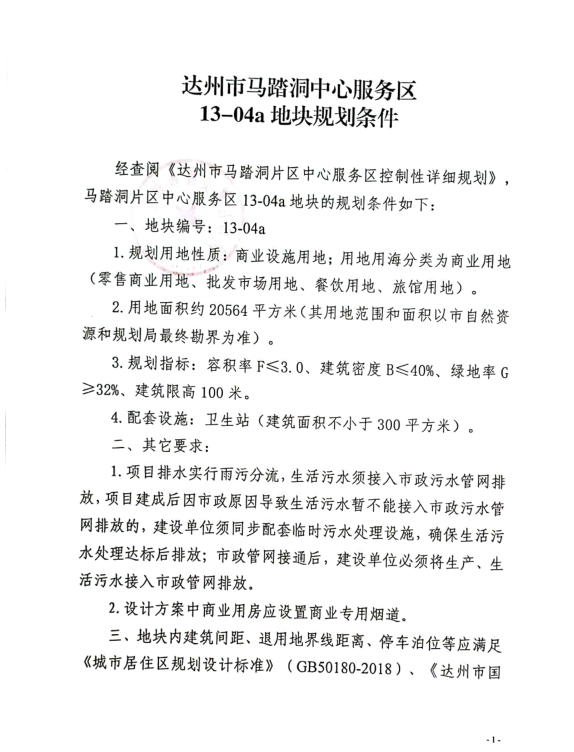 达州市马踏洞中心服务区
13-04a 地块规划条件
经查阅《达州市马踏洞片区中心服务区控制性详细规划》,
马踏洞片区中心服务区 13-04a 地块的规划条件如下:
一、地块编号: 13-04a
1. 规划用地性质: 商业设施用地; 用地用海分类为商业用地
(零售商业用地、批发市场用地、餐饮用地、旅馆用地)。
2. 用地面积约 20564 平方米(其用地范围和面积以市自然资
源和规划局最终勘界为准)。
3. 规划指标: 容积率 F≤3.0、建筑密度 B≤40%、绿地率 G
≥32%、建筑限高 100 米。
4. 配套设施: 卫生站 (建筑面积不小于 300 平方米) 。
二、其它要求:
1. 项目排水实行雨污分流, 生活污水须接入市政污水管网排
放, 项目建成后因市政原因导致生活污水暂不能接入市政污水管
网排放的, 建设单位须同步配套临时污水处理设施, 确保生活污
水处理达标后排放; 市政管网接通后, 建设单位必须将生产、生
活污水接入市政管网排放。
2. 设计方案中商业用房应设置商业专用烟道。
三、地块内建筑间距、退用地界线距离、停车泊位等应满足
《城市居住区规划设计标准》 (GB50180-2018) 、《达州市国
-1-